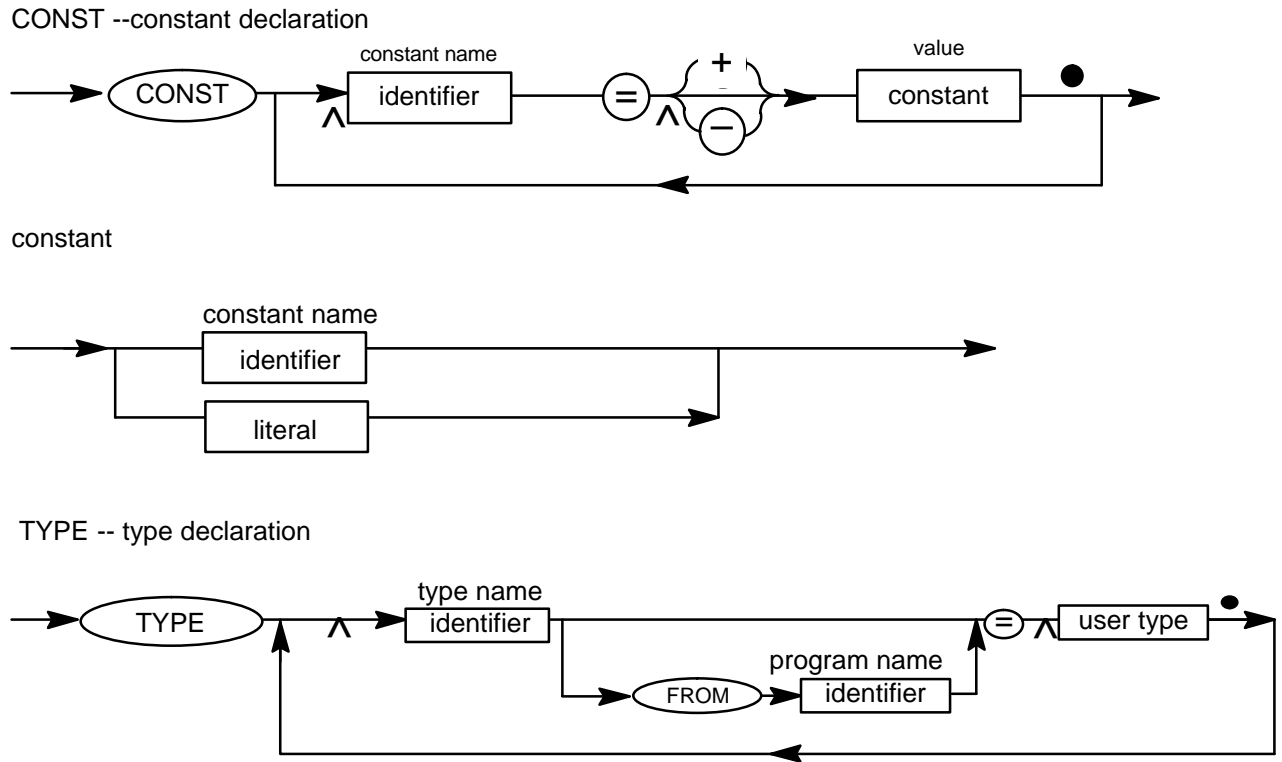 CONST --constant declaration
constant name
value
CONST
identifier
=
+
−
constant
constant
constant name
identifier
literal
TYPE -- type declaration
type name
TYPE
identifier
=
user type
program name
FROM
identifier